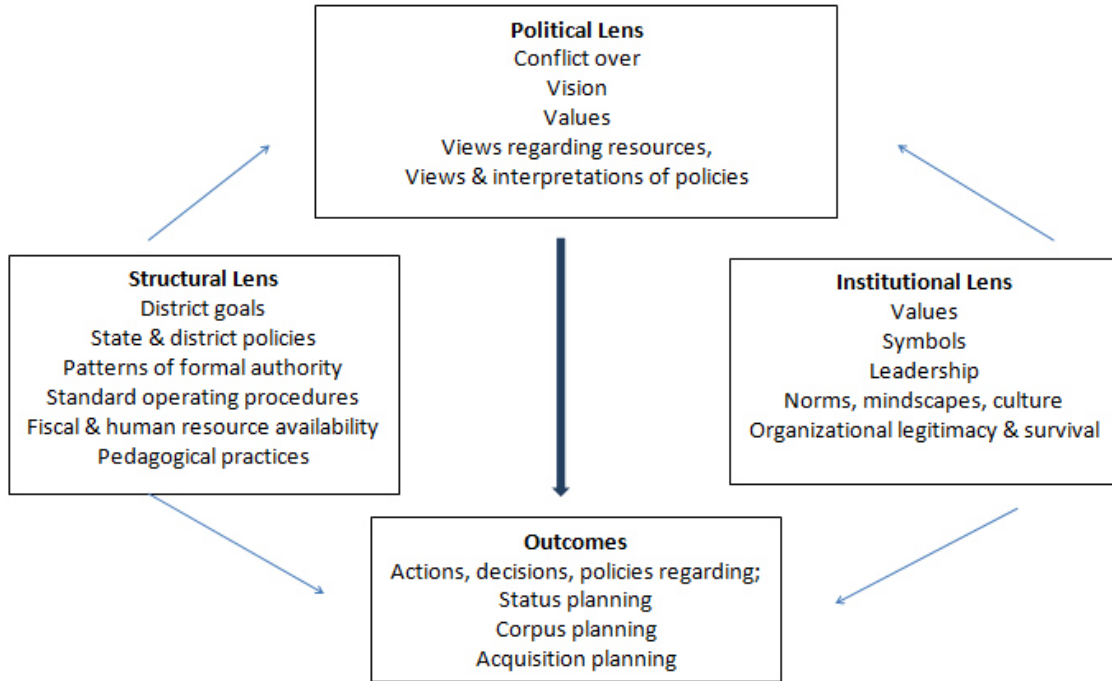 Political Lens
Conflict over
Vision
Values
Views regarding resources,
Views & interpretations of policies
Structural Lens
District goals
State & district policies
Patterns of formal authority
Standard operating procedures
Fiscal & human resource availability
Pedagogical practices
Institutional Lens
Values
Symbols
Leadership
Norms, mindscapes, culture
Organizational legitimacy & survival
Outcomes
Actions, decisions, policies regarding;
Status planning
Corpus planning
Acquisition planning